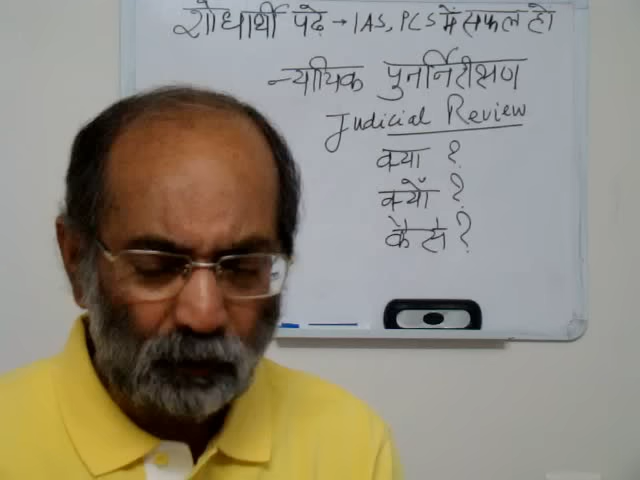 शोधार्थी पढे → IAS, PCS में सफल हो
न्यायिक पुनर्निरीक्षण
Judicial Review
क्या ?
क्यों ?
कैसे ?